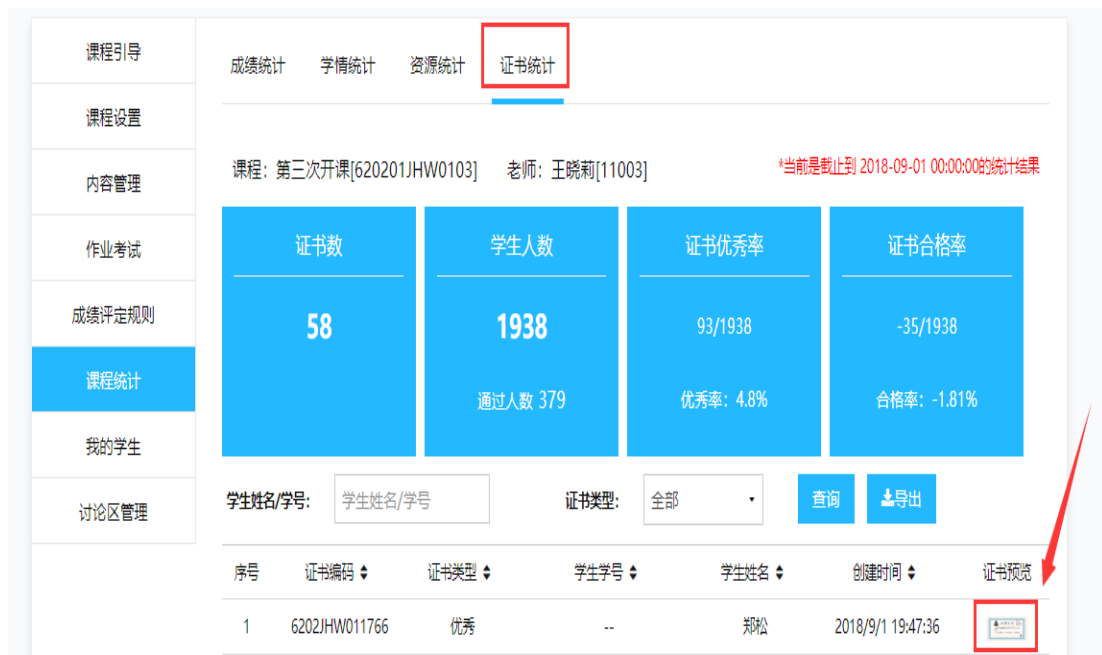 课程引导
课程设置
内容管理
作业考试
成绩评定规则
课程统计
我的学生
讨论区管理
成绩统计 学情统计 资源统计 证书统计
课程：第三次开课[620201JHW0103] 老师：王晓莉[11003] *当前是截止到 2018-09-01 00:00:00的统计结果
证书数 学生人数 证书优秀率 证书合格率
58 1938 93/1938 -35/1938
通过人数 379 优秀率：4.8% 合格率：-1.81%
学生姓名/学号: 学生姓名/学号 证书类型: 全部 查询 导出
序号 证书编码 证书类型 学生学号 学生姓名 创建时间 证书预览
1 6202JHW011766 优秀 -- 郑松 2018/9/1 19:47:36